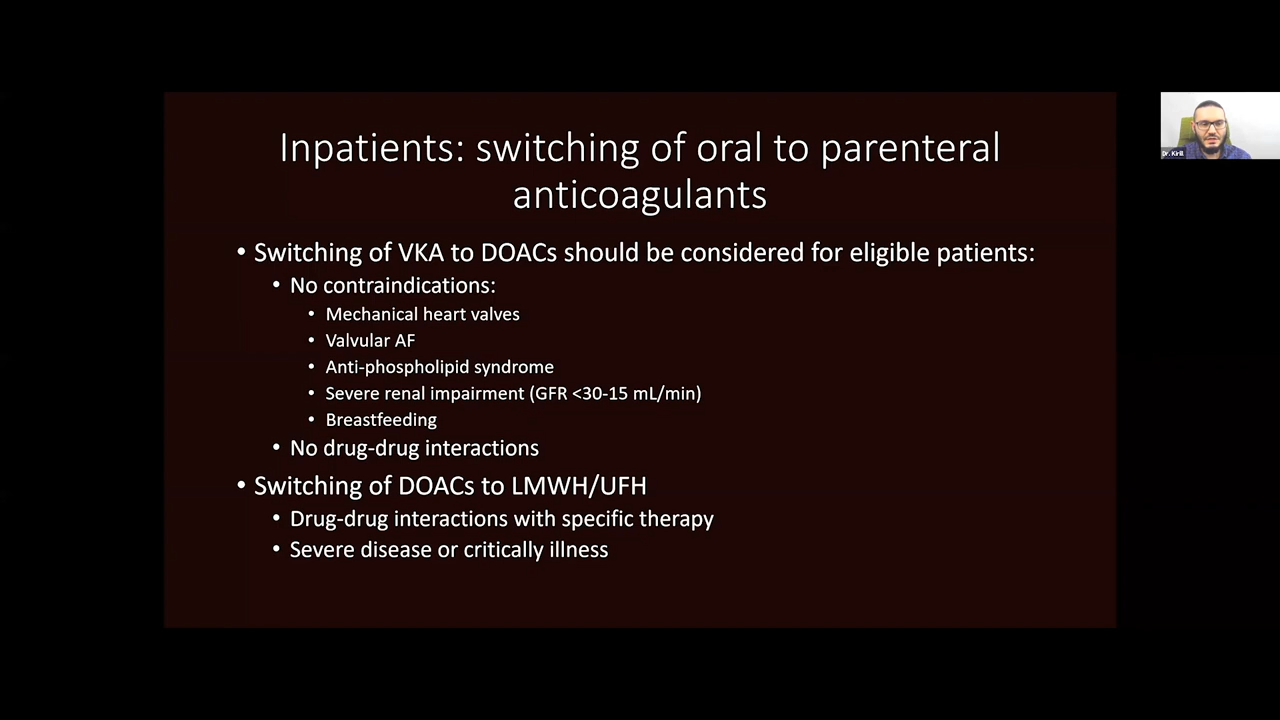 Inpatients: switching of oral to parenteral
anticoagulants
• Switching of VKA to DOACs should be considered for eligible patients:
• No contraindications:
• Mechanical heart valves
• Valvular AF
• Anti-phospholipid syndrome
• Severe renal impairment (GFR <30-15 mL/min)
• Breastfeeding
• No drug-drug interactions
• Switching of DOACs to LMWH/UFH
• Drug-drug interactions with specific therapy
• Severe disease or critically illness
Dr. Kirill